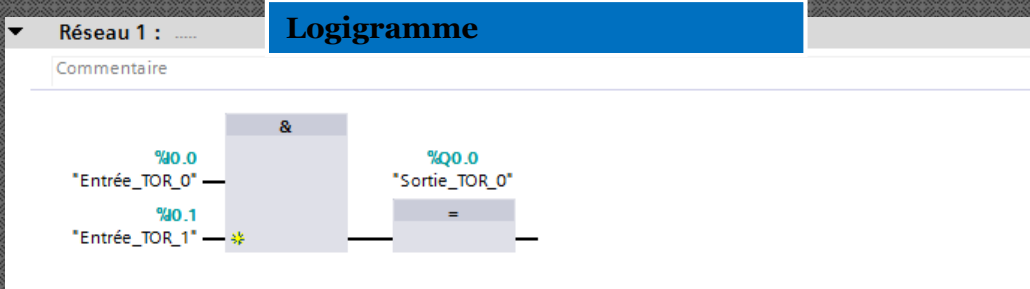 Logigramme
Réseau 1 : .....
Commentaire
&
%I0.0
"Entrée_TOR_0"
%Q0.0
"Sortie_TOR_0"
%I0.1
"Entrée_TOR_1"
=